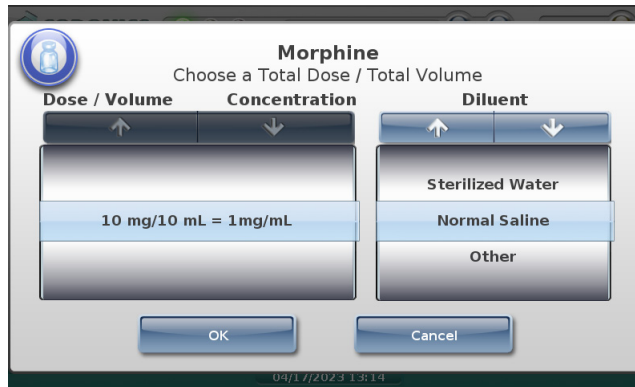 Morphine
Choose a Total Dose / Total Volume
Dose / Volume Concentration Diluent
Sterilized Water
10 mg/10 mL = 1mg/mL Normal Saline
Other
OK Cancel
04/17/2023 13:14